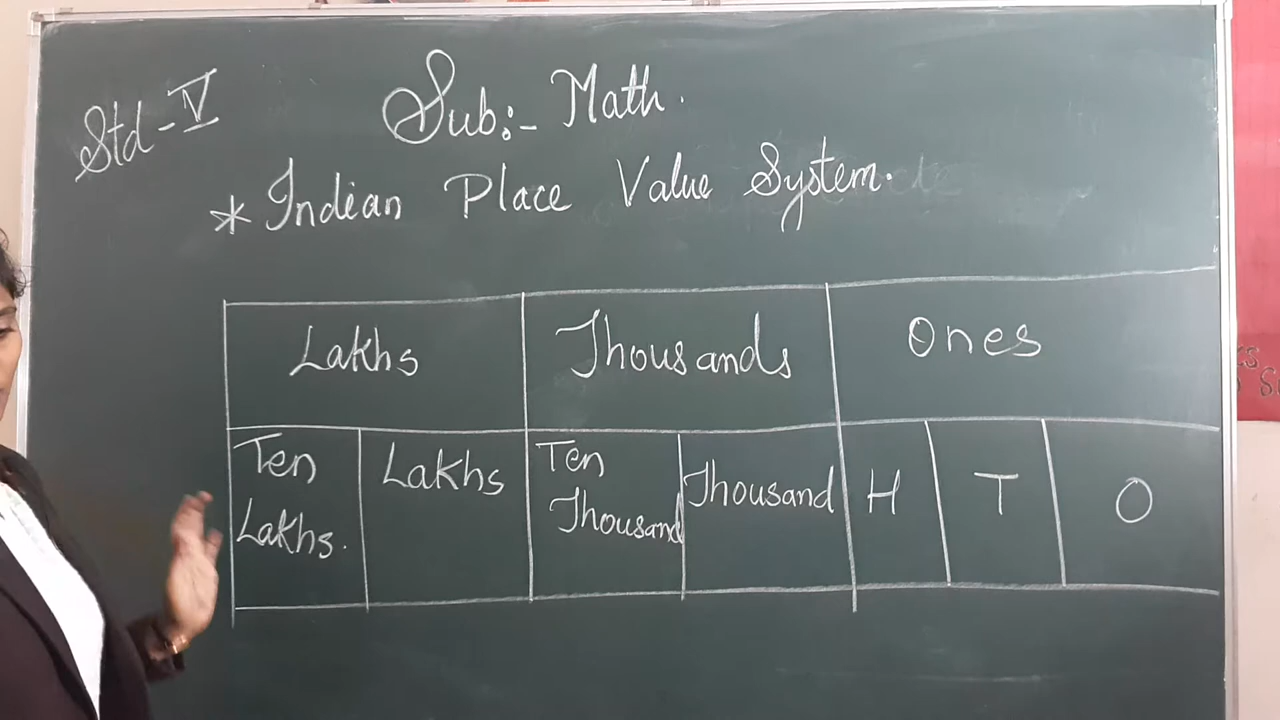 Std-V
Sub:- Math.
* Indian Place Value System.
Lakhs Thousands Ones
Ten Lakhs. Lakhs Ten Thousand Thousand H T O